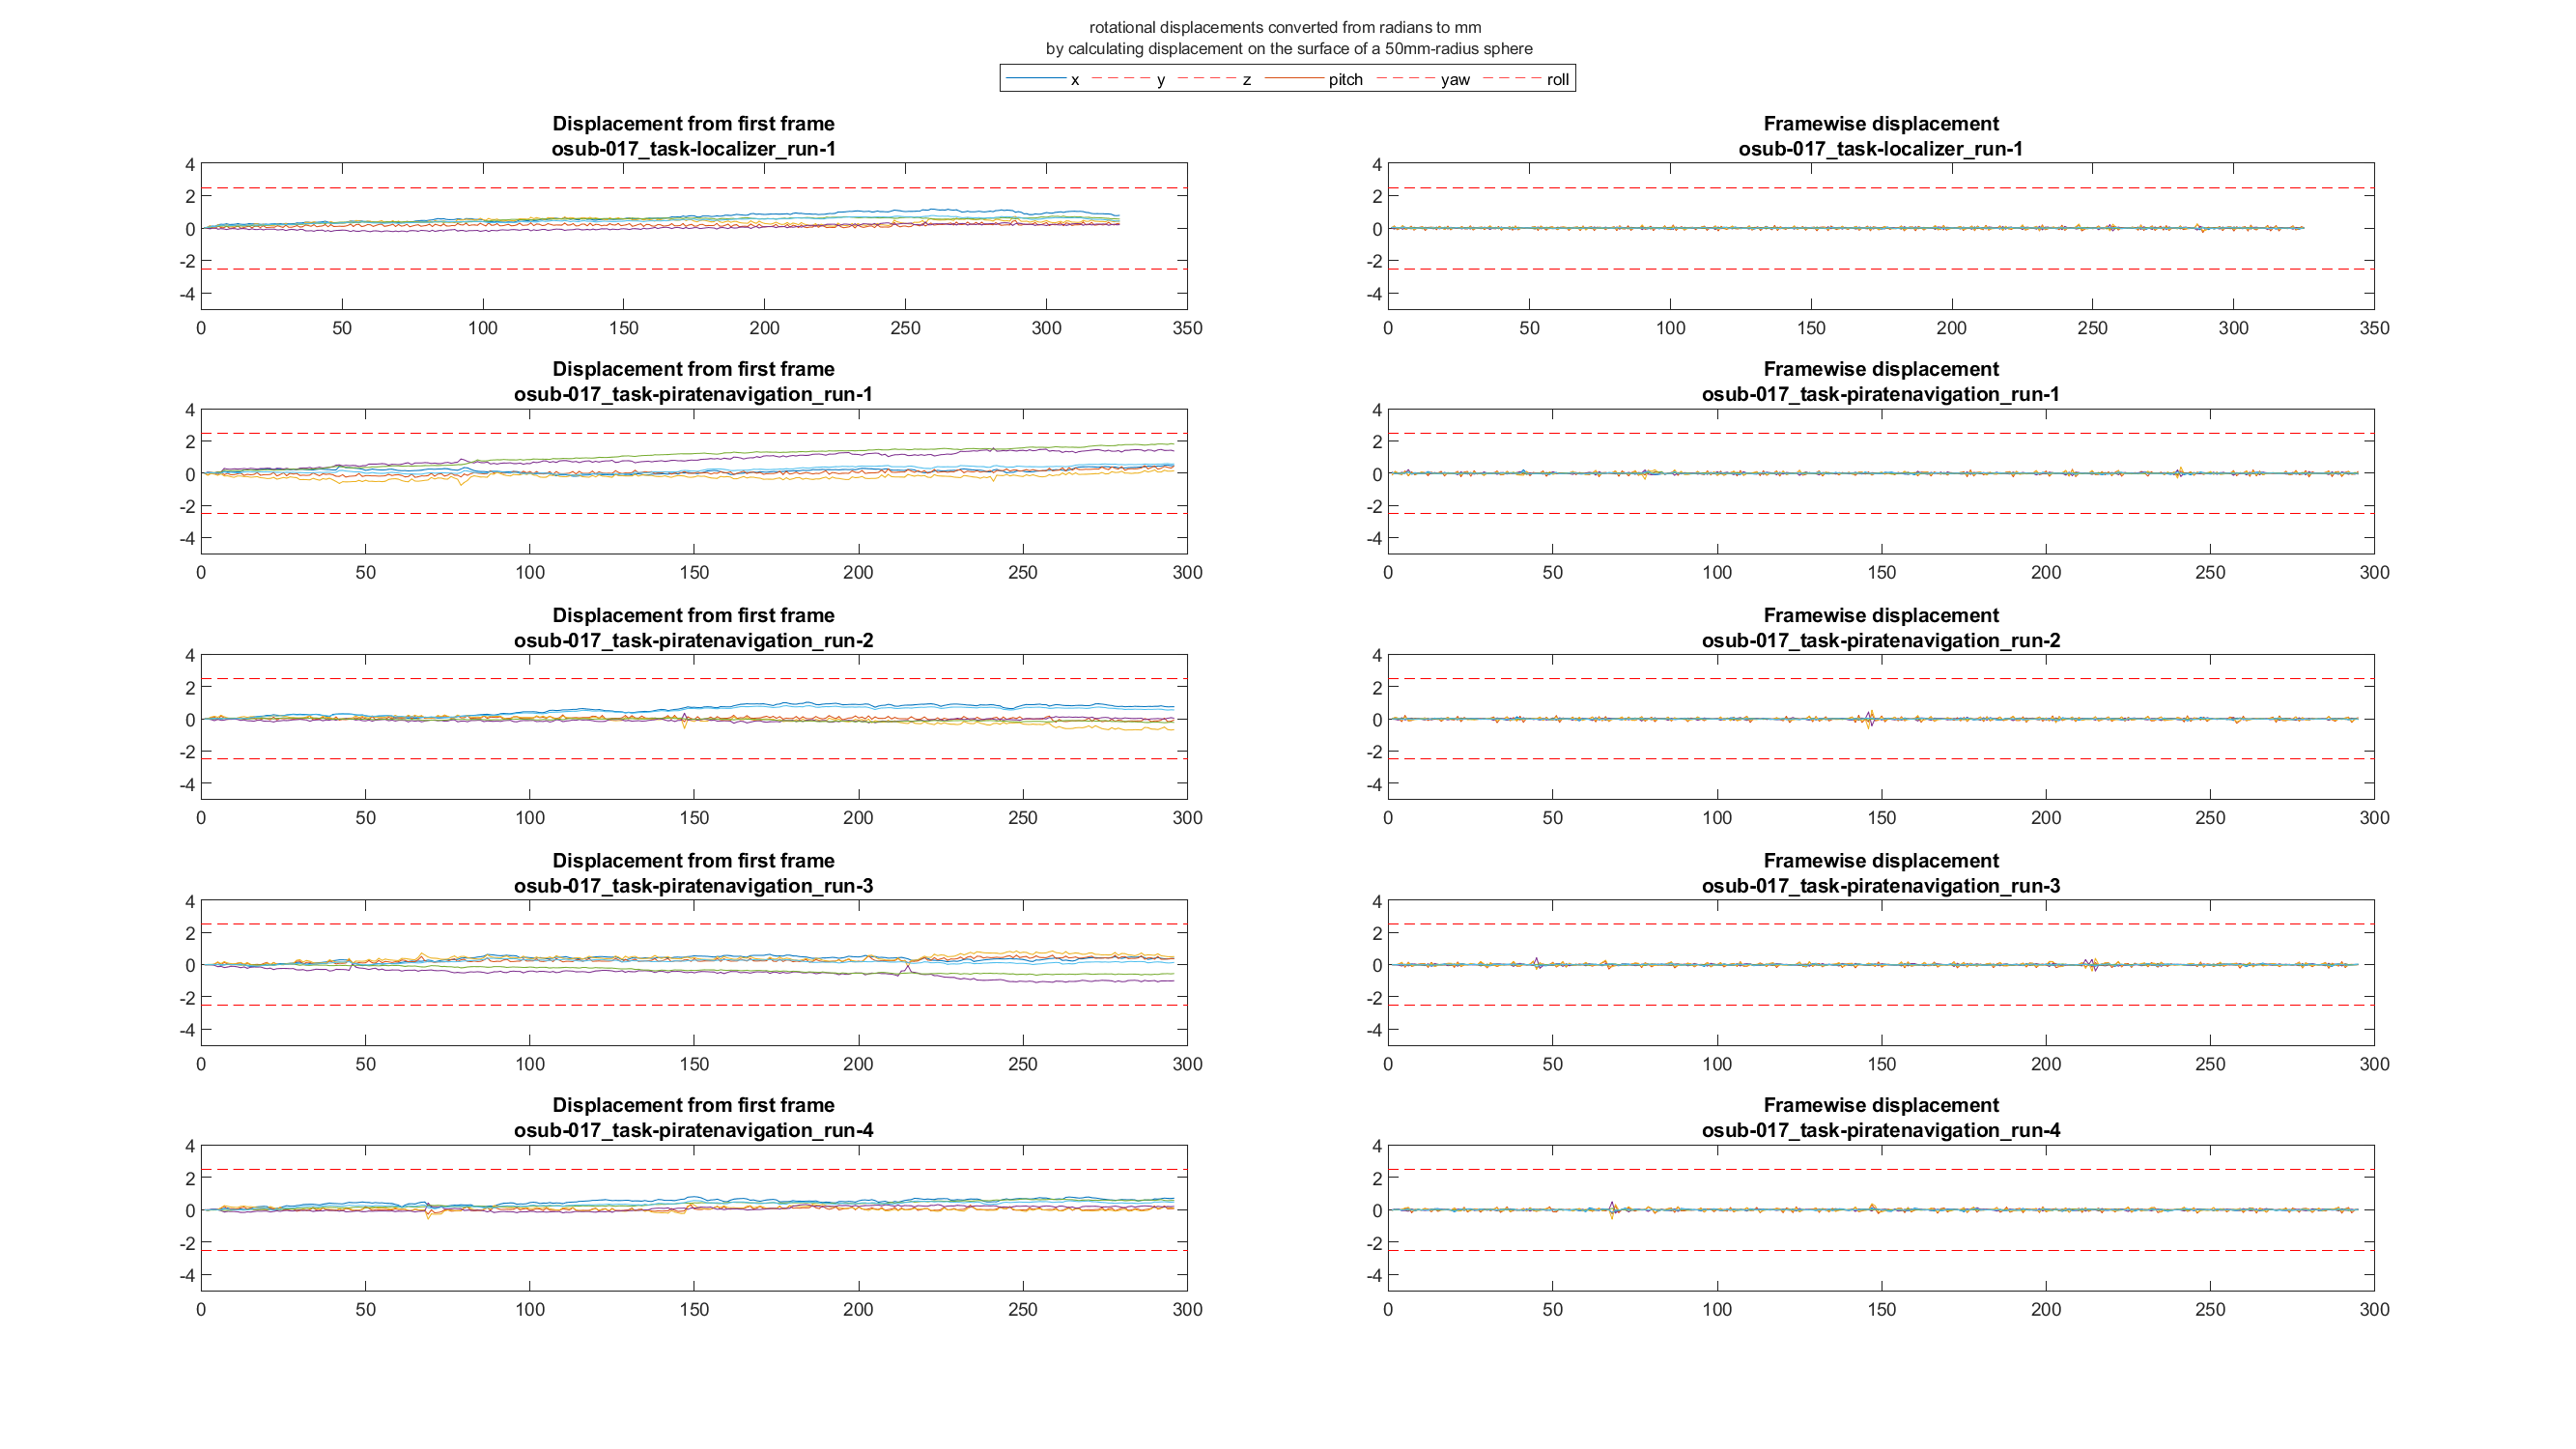 rotational displacements converted from radians to mm
by calculating displacement on the surface of a 50mm-radius sphere
x y z pitch yaw roll
Displacement from first frame
osub-017_task-localizer_run-1
4
2
0
-2
-4
0 50 100 150 200 250 300 350
Framewise displacement
osub-017_task-localizer_run-1
4
2
0
-2
-4
0 50 100 150 200 250 300 350
Displacement from first frame
osub-017_task-piratenavigation_run-1
4
2
0
-2
-4
0 50 100 150 200 250 300
Framewise displacement
osub-017_task-piratenavigation_run-1
4
2
0
-2
-4
0 50 100 150 200 250 300
Displacement from first frame
osub-017_task-piratenavigation_run-2
4
2
0
-2
-4
0 50 100 150 200 250 300
Framewise displacement
osub-017_task-piratenavigation_run-2
4
2
0
-2
-4
0 50 100 150 200 250 300
Displacement from first frame
osub-017_task-piratenavigation_run-3
4
2
0
-2
-4
0 50 100 150 200 250 300
Framewise displacement
osub-017_task-piratenavigation_run-3
4
2
0
-2
-4
0 50 100 150 200 250 300
Displacement from first frame
osub-017_task-piratenavigation_run-4
4
2
0
-2
-4
0 50 100 150 200 250 300
Framewise displacement
osub-017_task-piratenavigation_run-4
4
2
0
-2
-4
0 50 100 150 200 250 300